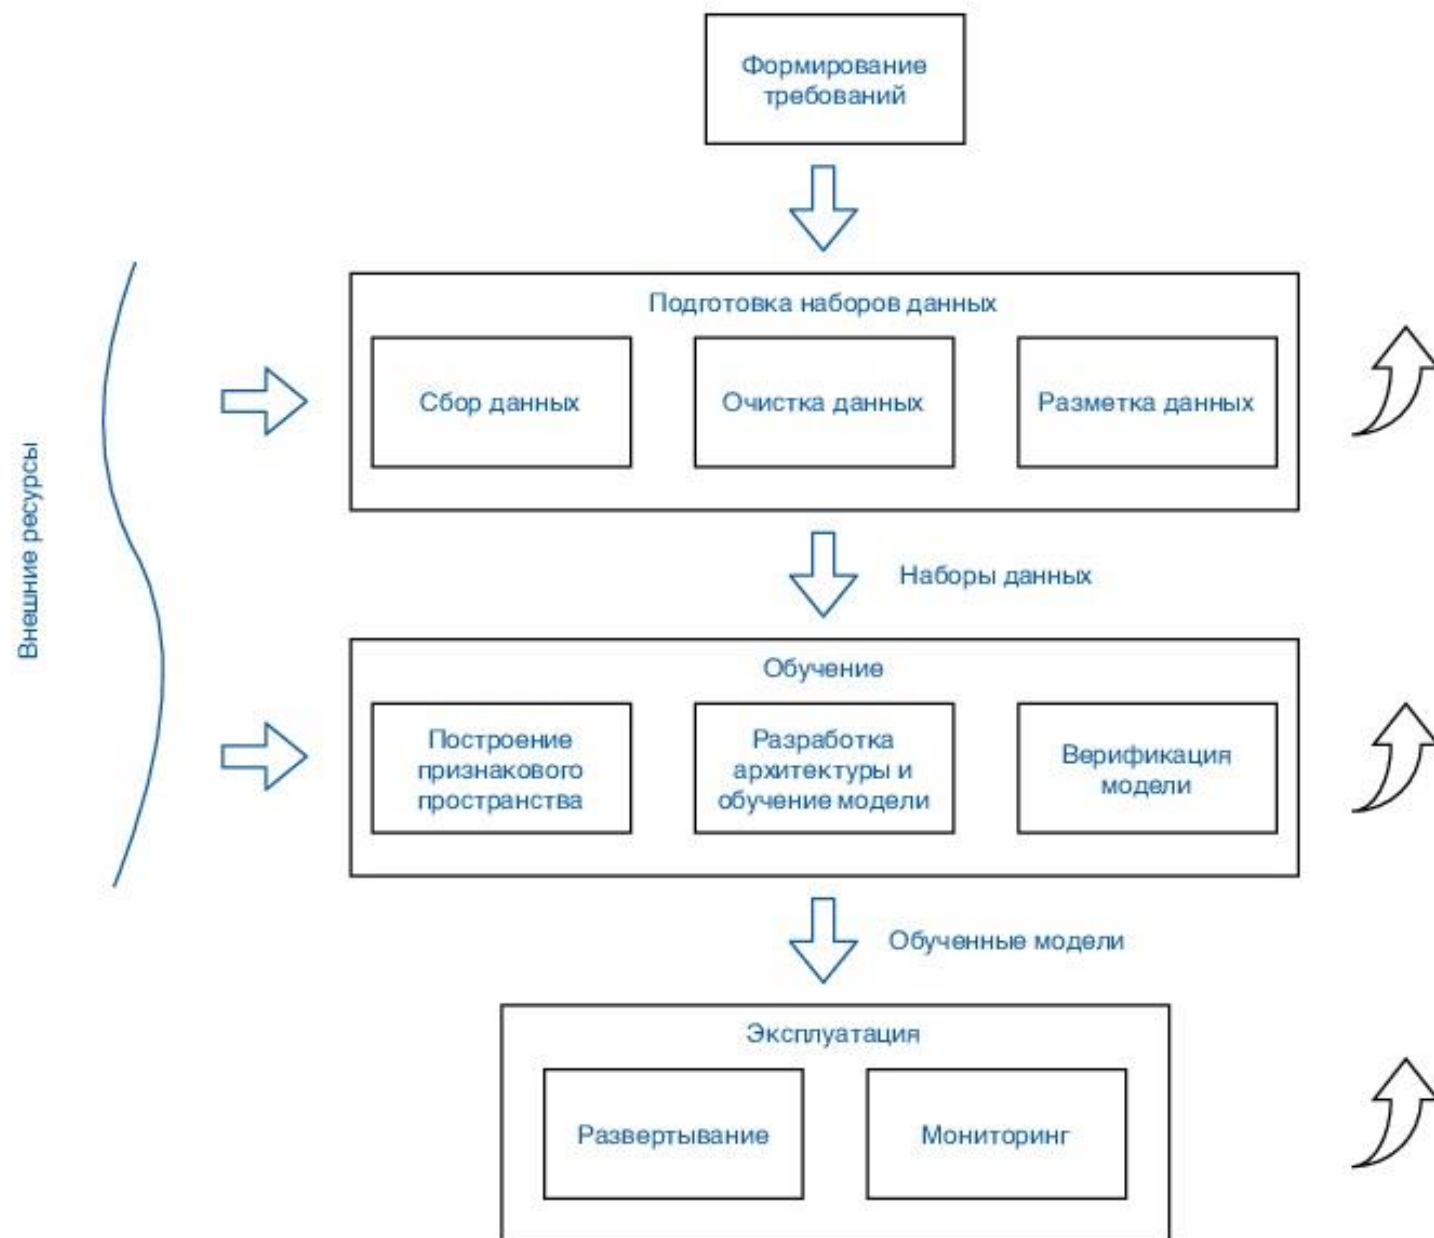 Формирование
требований
Подготовка наборов данных
Сбор данных
Очистка данных
Разметка данных
Внешние ресурсы
Наборы данных
Обучение
Построение
признакового
пространства
Разработка
архитектуры и
обучение модели
Верификация
модели
Обученные модели
Эксплуатация
Развертывание
Мониторинг